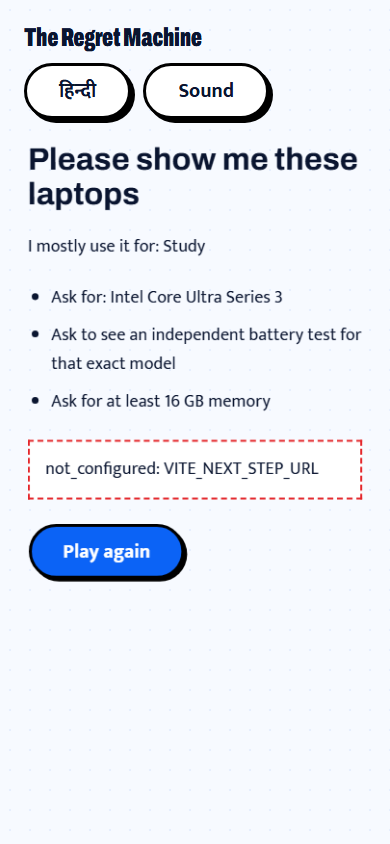 The Regret Machine
हिन्दी
Sound
Please show me these
laptops
I mostly use it for: Study
Ask for: Intel Core Ultra Series 3
Ask to see an independent battery test for
that exact model
Ask for at least 16 GB memory
not_configured: VITE_NEXT_STEP_URL
Play again